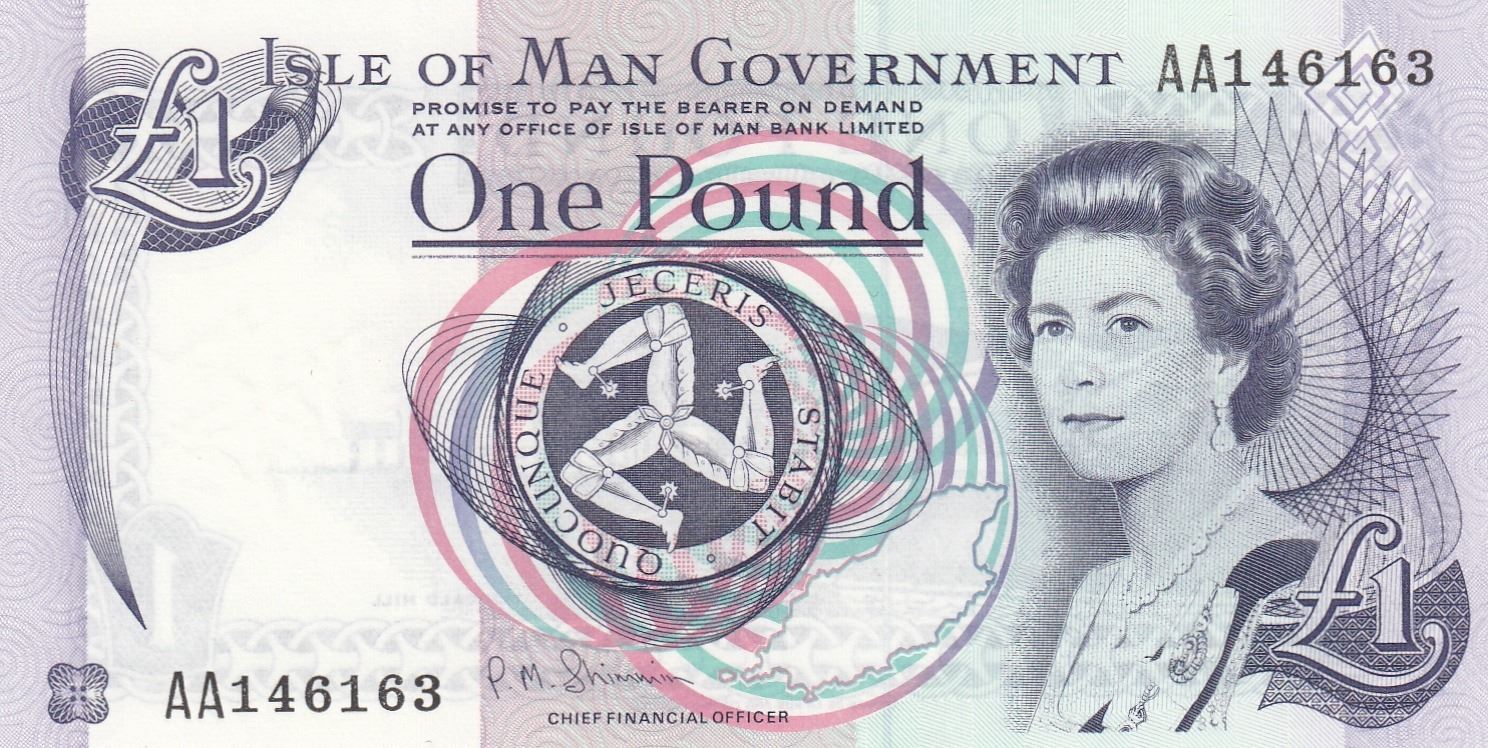 £1
ISLE OF MAN GOVERNMENT
AA146163
PROMISE TO PAY THE BEARER ON DEMAND
AT ANY OFFICE OF ISLE OF MAN BANK LIMITED
One Pound
QUOCUNQUE JECERIS STABIT
£1
AA146163
P. M. Shimmin
CHIEF FINANCIAL OFFICER